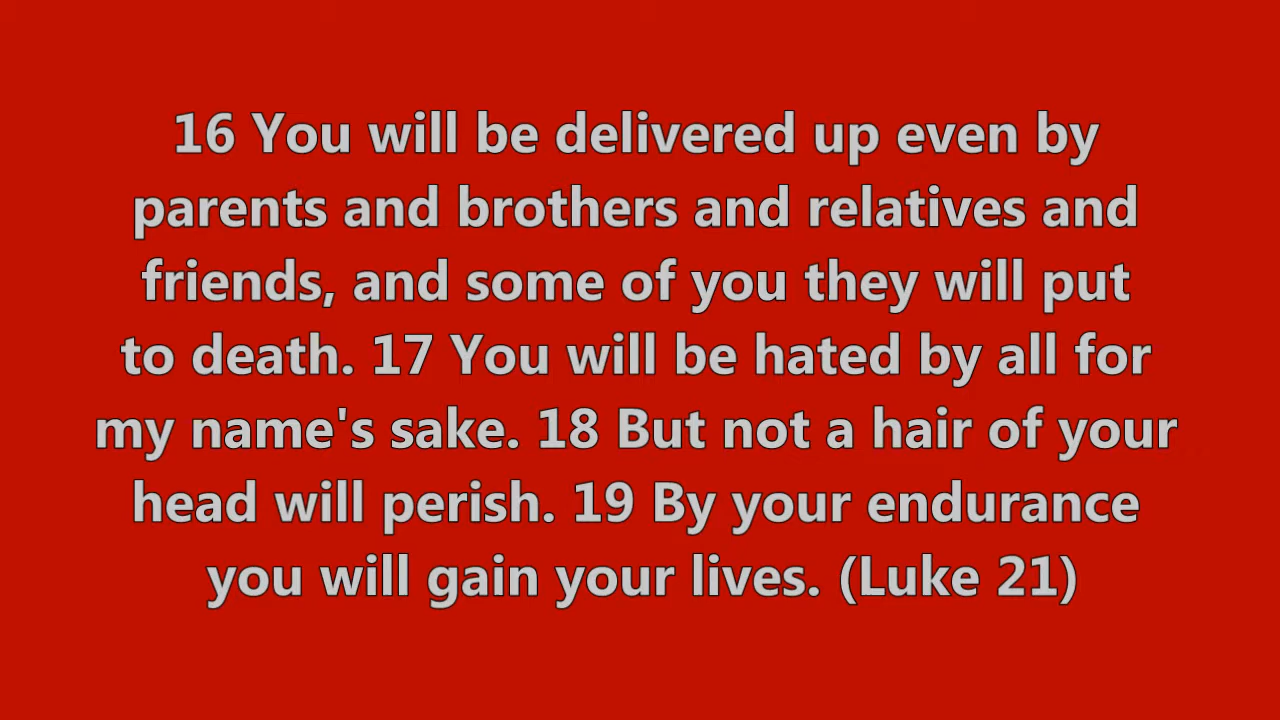 16 You will be delivered up even by
parents and brothers and relatives and
friends, and some of you they will put
to death. 17 You will be hated by all for
my name's sake. 18 But not a hair of your
head will perish. 19 By your endurance
you will gain your lives. (Luke 21)